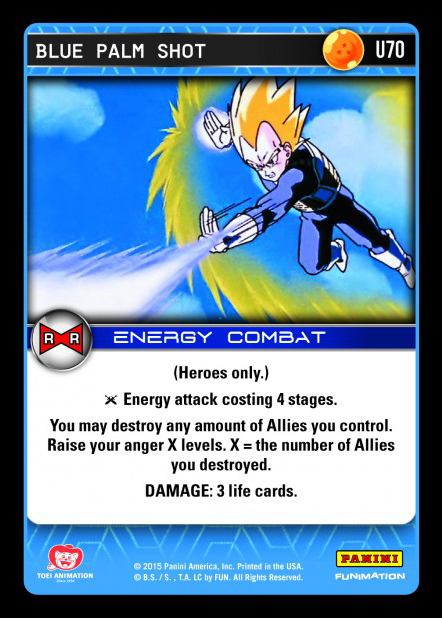 BLUE PALM SHOT
U70
R R
ENERGY COMBAT
(Heroes only.)
Energy attack costing 4 stages.
You may destroy any amount of Allies you control.
Raise your anger X levels. X = the number of Allies
you destroyed.
DAMAGE: 3 life cards.
TOEI ANIMATION
© 2015 Panini America, Inc. Printed in the USA.
© B.S./ S. , T.A. LC by FUN. All Rights Reserved.
PANINI
FUNIMATION